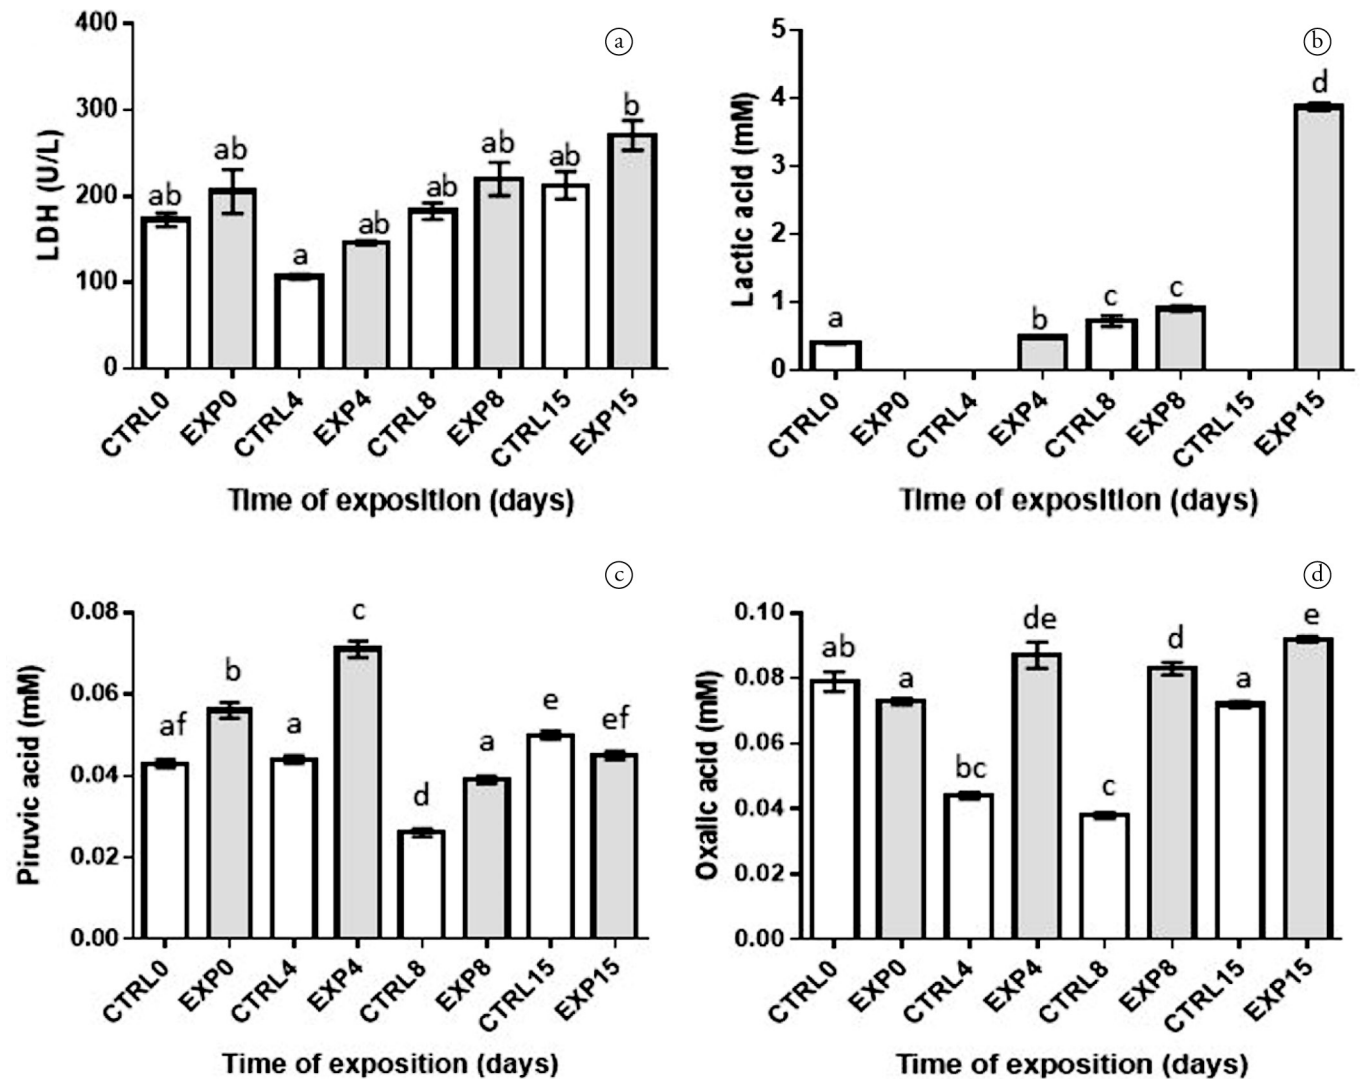 a
LDH (U/L)
400
300
200
100
0
ab
ab
a
ab
ab
ab
ab
b
CTRL0
EXP0
CTRL4
EXP4
CTRL8
EXP8
CTRL15
EXP15
Time of exposition (days)
b
Lactic acid (mM)
5
4
3
2
1
0
a
b
c
c
d
CTRL0
EXP0
CTRL4
EXP4
CTRL8
EXP8
CTRL15
EXP15
Time of exposition (days)
c
Piruvic acid (mM)
0.08
0.06
0.04
0.02
0.00
af
b
a
c
d
a
e
ef
CTRL0
EXP0
CTRL4
EXP4
CTRL8
EXP8
CTRL15
EXP15
Time of exposition (days)
d
Oxalic acid (mM)
0.10
0.08
0.06
0.04
0.02
0.00
ab
a
bc
de
c
d
a
e
CTRL0
EXP0
CTRL4
EXP4
CTRL8
EXP8
CTRL15
EXP15
Time of exposition (days)